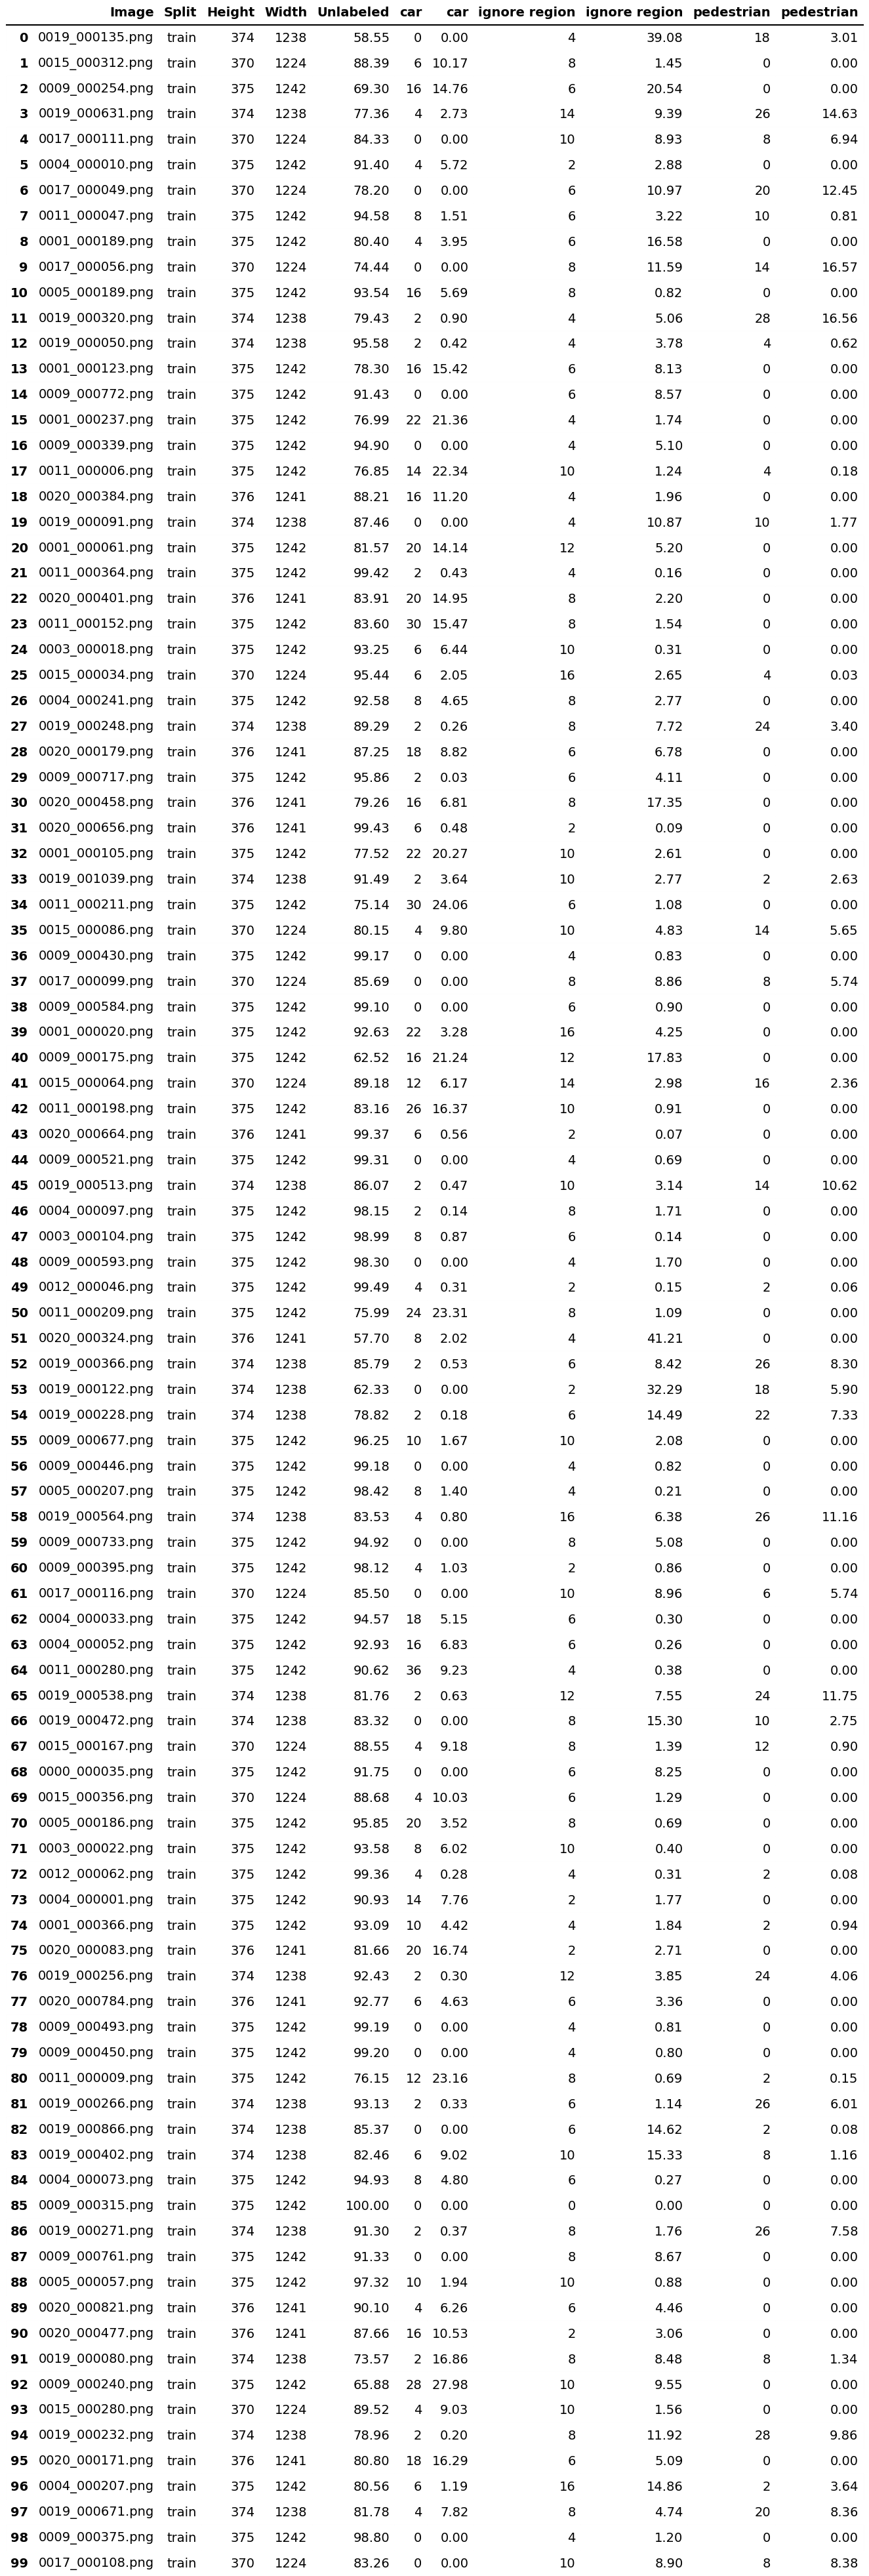 Image Split Height Width Unlabeled car car ignore region ignore region pedestrian pedestrian
0 0019_000135.png train 374 1238 58.55 0 0.00 4 39.08 18 3.01
1 0015_000312.png train 370 1224 88.39 6 10.17 8 1.45 0 0.00
2 0009_000254.png train 375 1242 69.30 16 14.76 6 20.54 0 0.00
3 0019_000631.png train 374 1238 77.36 4 2.73 14 9.39 26 14.63
4 0017_000111.png train 370 1224 84.33 0 0.00 10 8.93 8 6.94
5 0004_000010.png train 375 1242 91.40 4 5.72 2 2.88 0 0.00
6 0017_000049.png train 370 1224 78.20 0 0.00 6 10.97 20 12.45
7 0011_000047.png train 375 1242 94.58 8 1.51 6 3.22 10 0.81
8 0001_000189.png train 375 1242 80.40 4 3.95 6 16.58 0 0.00
9 0017_000056.png train 370 1224 74.44 0 0.00 8 11.59 14 16.57
10 0005_000189.png train 375 1242 93.54 16 5.69 8 0.82 0 0.00
11 0019_000320.png train 374 1238 79.43 2 0.90 4 5.06 28 16.56
12 0019_000050.png train 374 1238 95.58 2 0.42 4 3.78 4 0.62
13 0001_000123.png train 375 1242 78.30 16 15.42 6 8.13 0 0.00
14 0009_000772.png train 375 1242 91.43 0 0.00 6 8.57 0 0.00
15 0001_000237.png train 375 1242 76.99 22 21.36 4 1.74 0 0.00
16 0009_000339.png train 375 1242 94.90 0 0.00 4 5.10 0 0.00
17 0011_000006.png train 375 1242 76.85 14 22.34 10 1.24 4 0.18
18 0020_000384.png train 376 1241 88.21 16 11.20 4 1.96 0 0.00
19 0019_000091.png train 374 1238 87.46 0 0.00 4 10.87 10 1.77
20 0001_000061.png train 375 1242 81.57 20 14.14 12 5.20 0 0.00
21 0011_000364.png train 375 1242 99.42 2 0.43 4 0.16 0 0.00
22 0020_000401.png train 376 1241 83.91 20 14.95 8 2.20 0 0.00
23 0011_000152.png train 375 1242 83.60 30 15.47 8 1.54 0 0.00
24 0003_000018.png train 375 1242 93.25 6 6.44 10 0.31 0 0.00
25 0015_000034.png train 370 1224 95.44 6 2.05 16 2.65 4 0.03
26 0004_000241.png train 375 1242 92.58 8 4.65 8 2.77 0 0.00
27 0019_000248.png train 374 1238 89.29 2 0.26 8 7.72 24 3.40
28 0020_000179.png train 376 1241 87.25 18 8.82 6 6.78 0 0.00
29 0009_000717.png train 375 1242 95.86 2 0.03 6 4.11 0 0.00
30 0020_000458.png train 376 1241 79.26 16 6.81 8 17.35 0 0.00
31 0020_000656.png train 376 1241 99.43 6 0.48 2 0.09 0 0.00
32 0001_000105.png train 375 1242 77.52 22 20.27 10 2.61 0 0.00
33 0019_001039.png train 374 1238 91.49 2 3.64 10 2.77 2 2.63
34 0011_000211.png train 375 1242 75.14 30 24.06 6 1.08 0 0.00
35 0015_000086.png train 370 1224 80.15 4 9.80 10 4.83 14 5.65
36 0009_000430.png train 375 1242 99.17 0 0.00 4 0.83 0 0.00
37 0017_000099.png train 370 1224 85.69 0 0.00 8 8.86 8 5.74
38 0009_000584.png train 375 1242 99.10 0 0.00 6 0.90 0 0.00
39 0001_000020.png train 375 1242 92.63 22 3.28 16 4.25 0 0.00
40 0009_000175.png train 375 1242 62.52 16 21.24 12 17.83 0 0.00
41 0015_000064.png train 370 1224 89.18 12 6.17 14 2.98 16 2.36
42 0011_000198.png train 375 1242 83.16 26 16.37 10 0.91 0 0.00
43 0020_000664.png train 376 1241 99.37 6 0.56 2 0.07 0 0.00
44 0009_000521.png train 375 1242 99.31 0 0.00 4 0.69 0 0.00
45 0019_000513.png train 374 1238 86.07 2 0.47 10 3.14 14 10.62
46 0004_000097.png train 375 1242 98.15 2 0.14 8 1.71 0 0.00
47 0003_000104.png train 375 1242 98.99 8 0.87 6 0.14 0 0.00
48 0009_000593.png train 375 1242 98.30 0 0.00 4 1.70 0 0.00
49 0012_000046.png train 375 1242 99.49 4 0.31 2 0.15 2 0.06
50 0011_000209.png train 375 1242 75.99 24 23.31 8 1.09 0 0.00
51 0020_000324.png train 376 1241 57.70 8 2.02 4 41.21 0 0.00
52 0019_000366.png train 374 1238 85.79 2 0.53 6 8.42 26 8.30
53 0019_000122.png train 374 1238 62.33 0 0.00 2 32.29 18 5.90
54 0019_000228.png train 374 1238 78.82 2 0.18 6 14.49 22 7.33
55 0009_000677.png train 375 1242 96.25 10 1.67 10 2.08 0 0.00
56 0009_000446.png train 375 1242 99.18 0 0.00 4 0.82 0 0.00
57 0005_000207.png train 375 1242 98.42 8 1.40 4 0.21 0 0.00
58 0019_000564.png train 374 1238 83.53 4 0.80 16 6.38 26 11.16
59 0009_000733.png train 375 1242 94.92 0 0.00 8 5.08 0 0.00
60 0009_000395.png train 375 1242 98.12 4 1.03 2 0.86 0 0.00
61 0017_000116.png train 370 1224 85.50 0 0.00 10 8.96 6 5.74
62 0004_000033.png train 375 1242 94.57 18 5.15 6 0.30 0 0.00
63 0004_000052.png train 375 1242 92.93 16 6.83 6 0.26 0 0.00
64 0011_000280.png train 375 1242 90.62 36 9.23 4 0.38 0 0.00
65 0019_000538.png train 374 1238 81.76 2 0.63 12 7.55 24 11.75
66 0019_000472.png train 374 1238 83.32 0 0.00 8 15.30 10 2.75
67 0015_000167.png train 370 1224 88.55 4 9.18 8 1.39 12 0.90
68 0000_000035.png train 375 1242 91.75 0 0.00 6 8.25 0 0.00
69 0015_000356.png train 370 1224 88.68 4 10.03 6 1.29 0 0.00
70 0005_000186.png train 375 1242 95.85 20 3.52 8 0.69 0 0.00
71 0003_000022.png train 375 1242 93.58 8 6.02 10 0.40 0 0.00
72 0012_000062.png train 375 1242 99.36 4 0.28 4 0.31 2 0.08
73 0004_000001.png train 375 1242 90.93 14 7.76 2 1.77 0 0.00
74 0001_000366.png train 375 1242 93.09 10 4.42 4 1.84 2 0.94
75 0020_000083.png train 376 1241 81.66 20 16.74 2 2.71 0 0.00
76 0019_000256.png train 374 1238 92.43 2 0.30 12 3.85 24 4.06
77 0020_000784.png train 376 1241 92.77 6 4.63 6 3.36 0 0.00
78 0009_000493.png train 375 1242 99.19 0 0.00 4 0.81 0 0.00
79 0009_000450.png train 375 1242 99.20 0 0.00 4 0.80 0 0.00
80 0011_000009.png train 375 1242 76.15 12 23.16 8 0.69 2 0.15
81 0019_000266.png train 374 1238 93.13 2 0.33 6 1.14 26 6.01
82 0019_000866.png train 374 1238 85.37 0 0.00 6 14.62 2 0.08
83 0019_000402.png train 374 1238 82.46 6 9.02 10 15.33 8 1.16
84 0004_000073.png train 375 1242 94.93 8 4.80 6 0.27 0 0.00
85 0009_000315.png train 375 1242 100.00 0 0.00 0 0.00 0 0.00
86 0019_000271.png train 374 1238 91.30 2 0.37 8 1.76 26 7.58
87 0009_000761.png train 375 1242 91.33 0 0.00 8 8.67 0 0.00
88 0005_000057.png train 375 1242 97.32 10 1.94 10 0.88 0 0.00
89 0020_000821.png train 376 1241 90.10 4 6.26 6 4.46 0 0.00
90 0020_000477.png train 376 1241 87.66 16 10.53 2 3.06 0 0.00
91 0019_000080.png train 374 1238 73.57 2 16.86 8 8.48 8 1.34
92 0009_000240.png train 375 1242 65.88 28 27.98 10 9.55 0 0.00
93 0015_000280.png train 370 1224 89.52 4 9.03 10 1.56 0 0.00
94 0019_000232.png train 374 1238 78.96 2 0.20 8 11.92 28 9.86
95 0020_000171.png train 376 1241 80.80 18 16.29 6 5.09 0 0.00
96 0004_000207.png train 375 1242 80.56 6 1.19 16 14.86 2 3.64
97 0019_000671.png train 374 1238 81.78 4 7.82 8 4.74 20 8.36
98 0009_000375.png train 375 1242 98.80 0 0.00 4 1.20 0 0.00
99 0017_000108.png train 370 1224 83.26 0 0.00 10 8.90 8 8.38